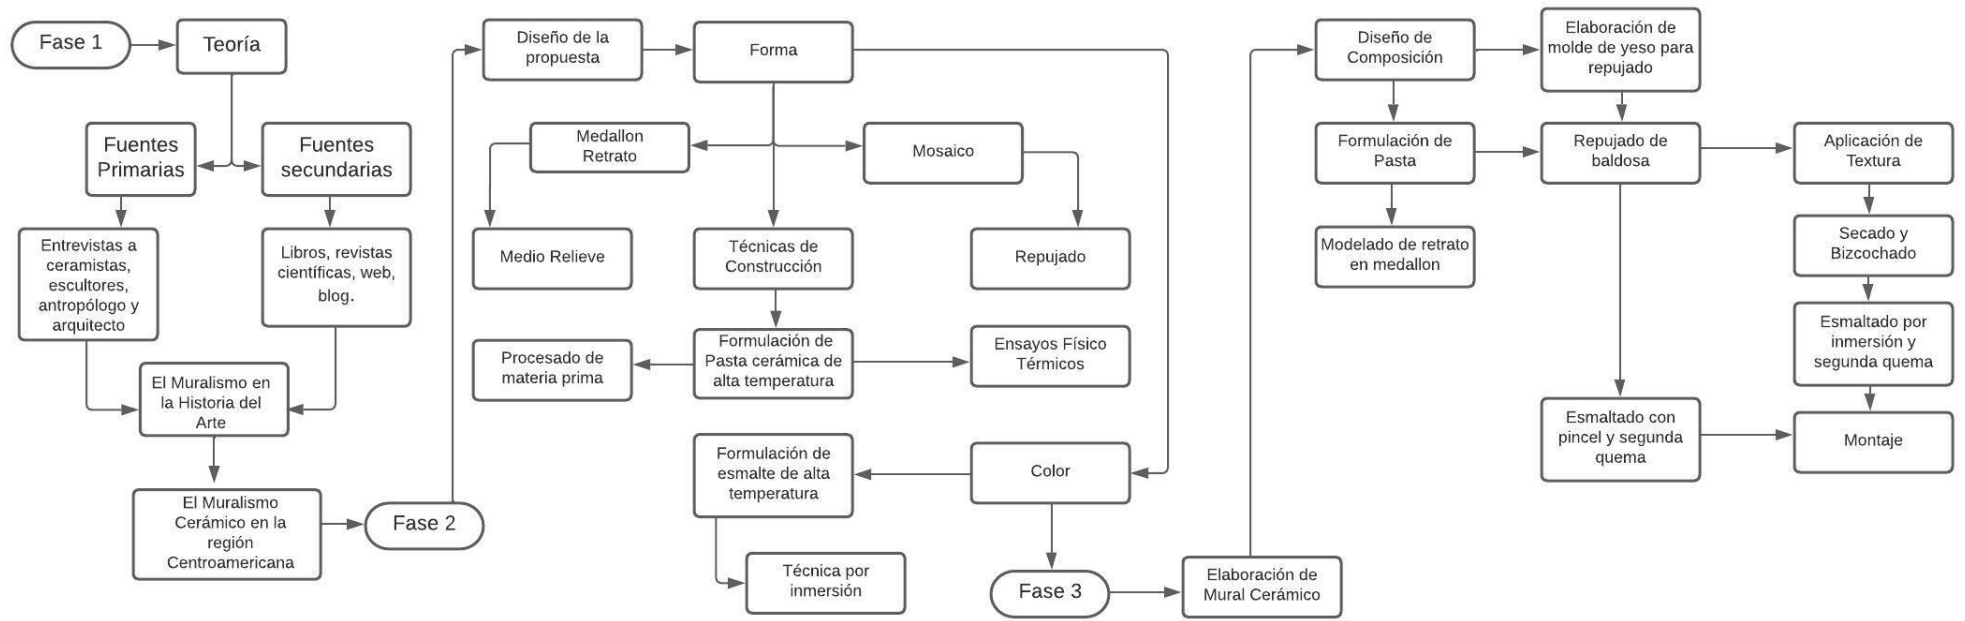 Fase 1
Teoría
Fuentes
Primarias
Fuentes
secundarias
Entrevistas a
ceramistas,
escultores,
antropólogo y
arquitecto
Libros, revistas
científicas, web,
blog.
El Muralismo en
la Historia del
Arte
El Muralismo
Cerámico en la
región
Centroamericana
Fase 2
Diseño de la
propuesta
Forma
Medallon
Retrato
Mosaico
Medio Relieve
Técnicas de
Construcción
Repujado
Procesado de
materia prima
Formulación de
Pasta cerámica de
alta temperatura
Ensayos Físico
Térmicos
Formulación de
esmalte de alta
temperatura
Color
Técnica por
inmersión
Fase 3
Elaboración de
Mural Cerámico
Diseño de
Composición
Elaboración de
molde de yeso para
repujado
Formulación de
Pasta
Repujado de
baldosa
Aplicación de
Textura
Modelado de retrato
en medallon
Secado y
Bizcochado
Esmaltado por
inmersión y
segunda quema
Esmaltado con
pincel y segunda
quema
Montaje